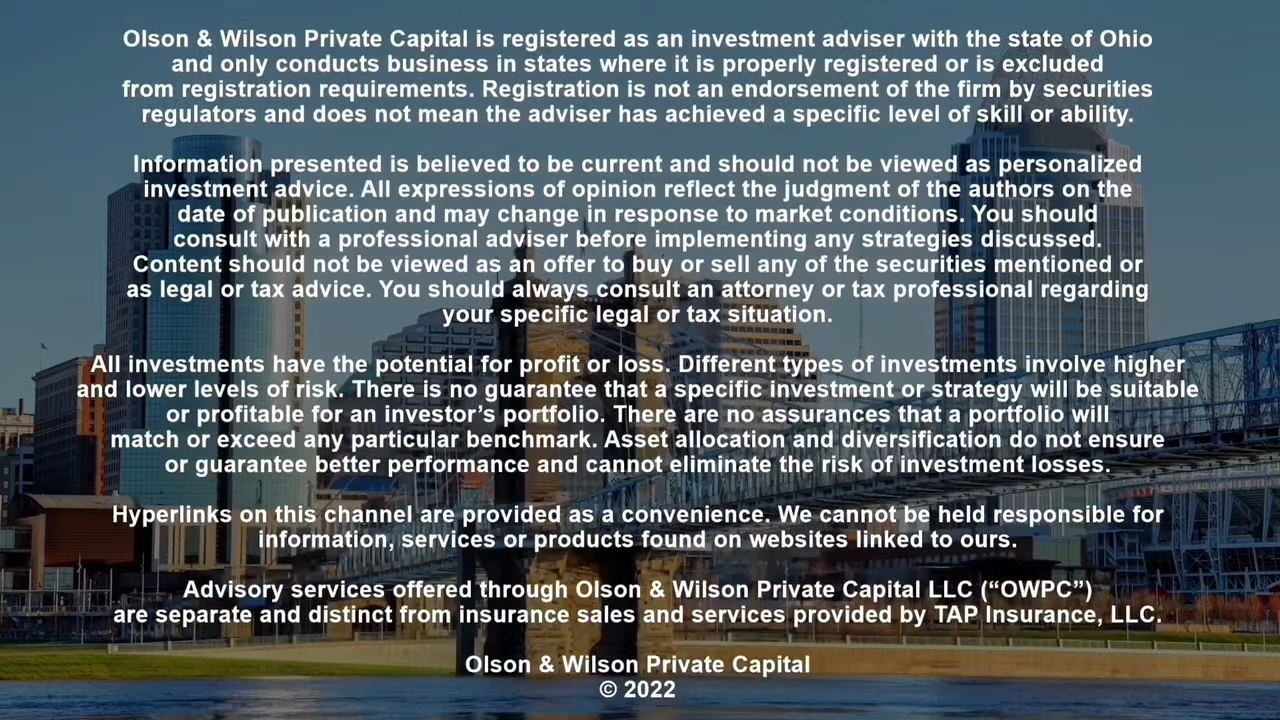 Olson & Wilson Private Capital is registered as an investment adviser with the state of Ohio
and only conducts business in states where it is properly registered or is excluded
from registration requirements. Registration is not an endorsement of the firm by securities
regulators and does not mean the adviser has achieved a specific level of skill or ability.
Information presented is believed to be current and should not be viewed as personalized
investment advice. All expressions of opinion reflect the judgment of the authors on the
date of publication and may change in response to market conditions. You should
consult with a professional adviser before implementing any strategies discussed.
Content should not be viewed as an offer to buy or sell any of the securities mentioned or
as legal or tax advice. You should always consult an attorney or tax professional regarding
your specific legal or tax situation.
All investments have the potential for profit or loss. Different types of investments involve higher
and lower levels of risk. There is no guarantee that a specific investment or strategy will be suitable
or profitable for an investor’s portfolio. There are no assurances that a portfolio will
match or exceed any particular benchmark. Asset allocation and diversification do not ensure
or guarantee better performance and cannot eliminate the risk of investment losses.
Hyperlinks on this channel are provided as a convenience. We cannot be held responsible for
information, services or products found on websites linked to ours.
Advisory services offered through Olson & Wilson Private Capital LLC (“OWPC”)
are separate and distinct from insurance sales and services provided by TAP Insurance, LLC.
Olson & Wilson Private Capital
© 2022